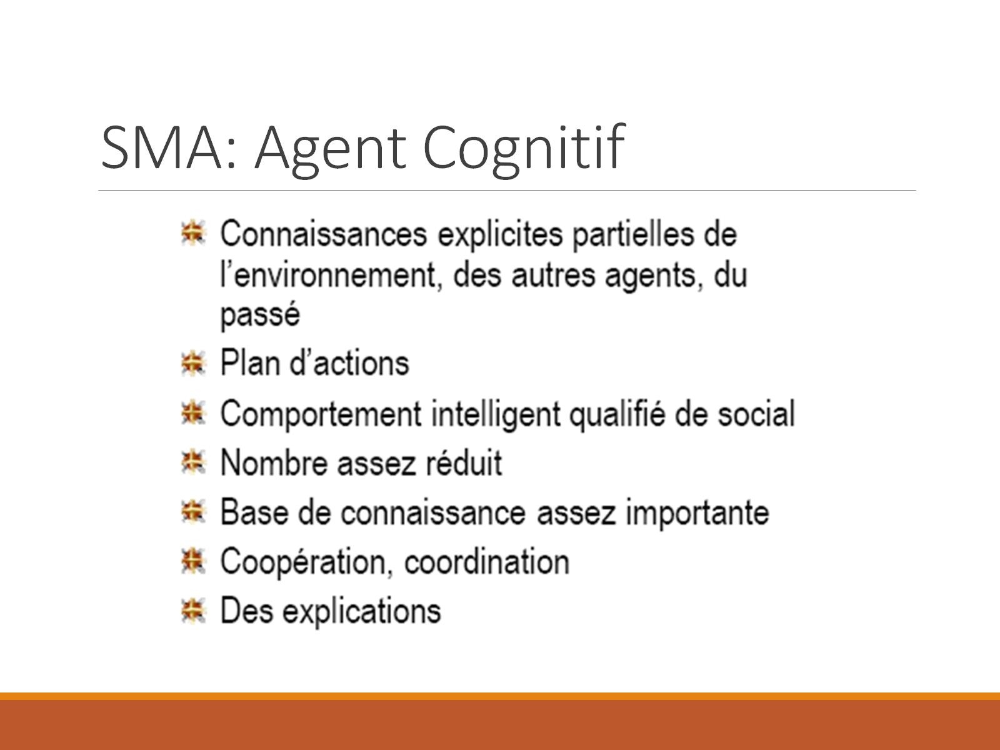 SMA: Agent Cognitif
Connaissances explicites partielles de
l’environnement, des autres agents, du
passé
Plan d’actions
Comportement intelligent qualifié de social
Nombre assez réduit
Base de connaissance assez importante
Coopération, coordination
Des explications